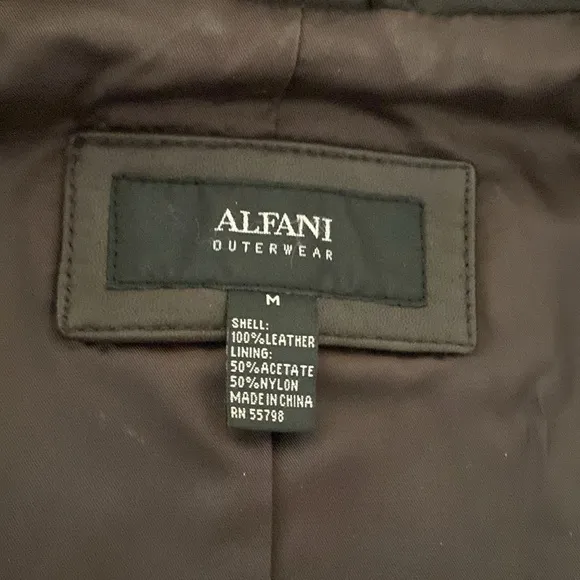 ALFANI
OUTERWEAR
M
SHELL:
100%LEATHER
LINING:
50%ACETATE
50%NYLON
MADE IN CHINA
RN 55798